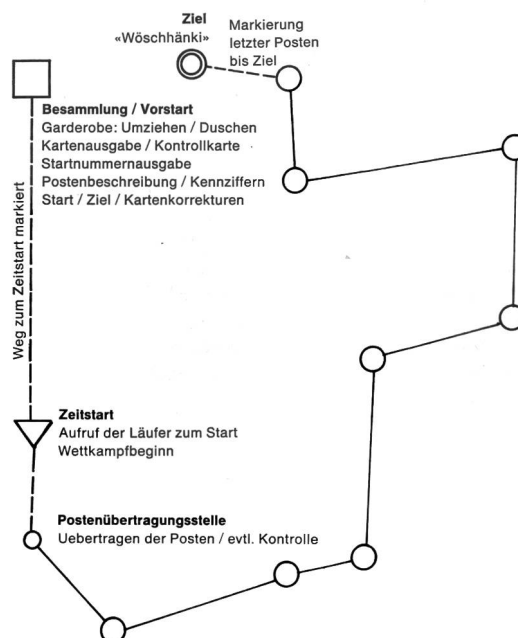 Ziel
«Wöschhänki»
Markierung
letzter Posten
bis Ziel
Besammlung / Vorstart
Garderobe: Umziehen / Duschen
Kartenausgabe / Kontrollkarte
Startnummernausgabe
Postenbeschreibung / Kennziffern
Start / Ziel / Kartenkorrekturen
Weg zum Zeitstart markiert
Zeitstart
Aufruf der Läufer zum Start
Wettkampfbeginn
Postenübertragungsstelle
Uebertragen der Posten / evtl. Kontrolle